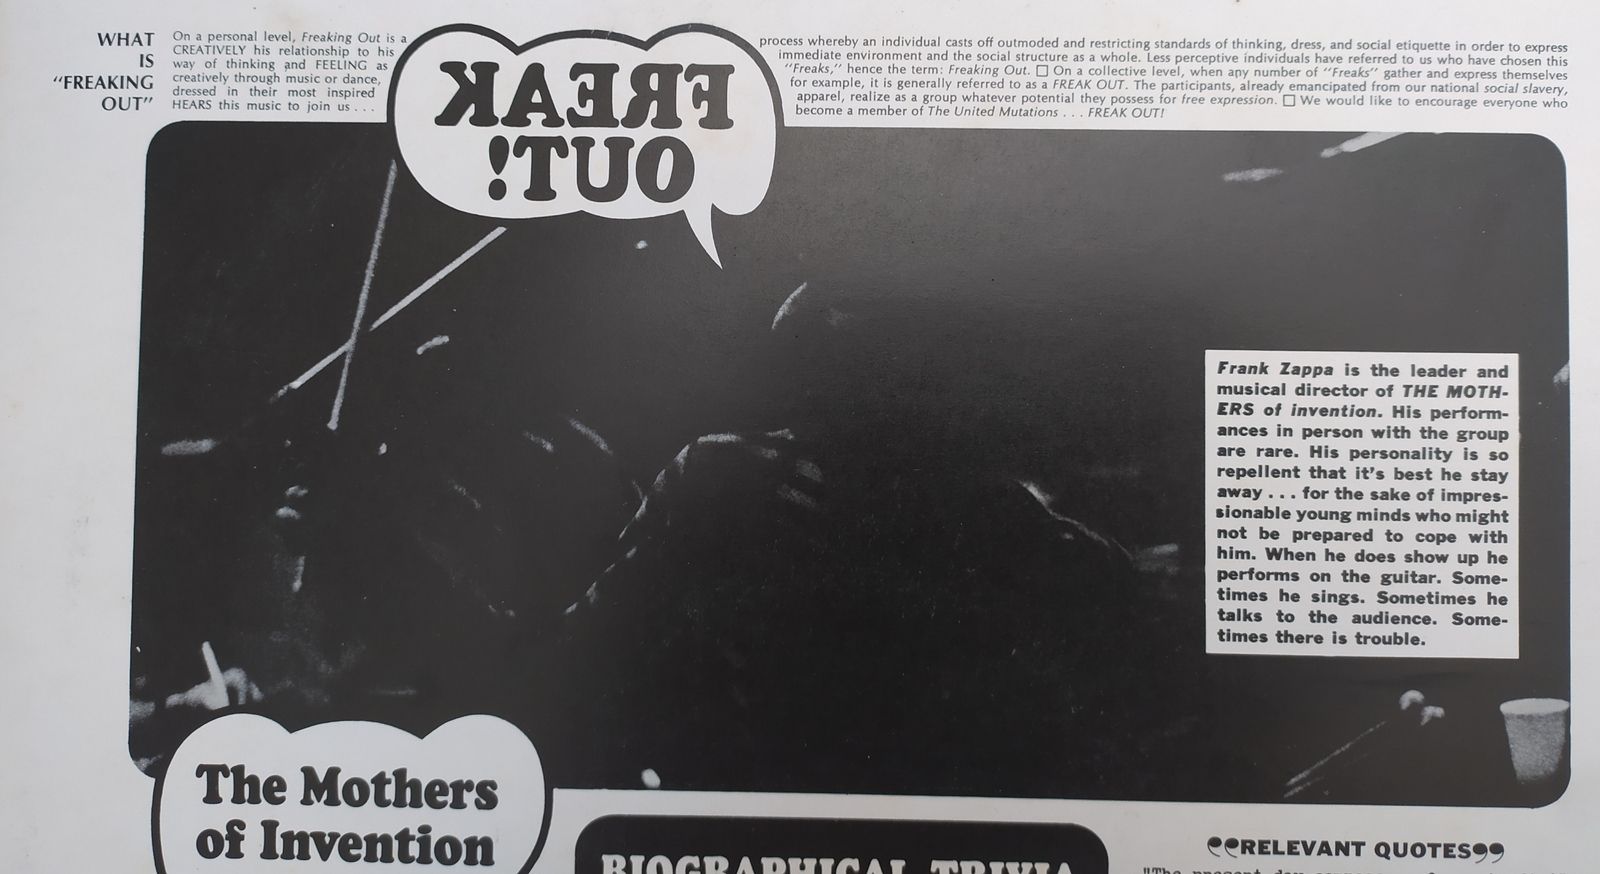 WHAT
IS
“FREAKING
OUT”
On a personal level, Freaking Out is a process whereby an individual casts off outmoded and restricting standards of thinking, dress, and social etiquette in order to express
CREATIVELY his relationship to his immediate environment and the social structure as a whole. Less perceptive individuals have referred to us who have chosen this
way of thinking and FEELING as “Freaks,” hence the term: Freaking Out. □ On a collective level, when any number of “Freaks” gather and express themselves
creatively through music or dance, for example, it is generally referred to as a FREAK OUT. The participants, already emancipated from our national social slavery,
dressed in their most inspired apparel, realize as a group whatever potential they possess for free expression. □ We would like to encourage everyone who
HEARS this music to join us . . . become a member of The United Mutations . . . FREAK OUT!
FREAK
OUT!
Frank Zappa is the leader and
musical director of THE MOTH-
ERS of invention. His perform-
ances in person with the group
are rare. His personality is so
repellent that it's best he stay
away . . . for the sake of impres-
sionable young minds who might
not be prepared to cope with
him. When he does show up he
performs on the guitar. Some-
times he sings. Sometimes he
talks to the audience. Some-
times there is trouble.
The Mothers
of Invention
BIOGRAPHICAL TRIVIA
“RELEVANT QUOTES”
"The present day